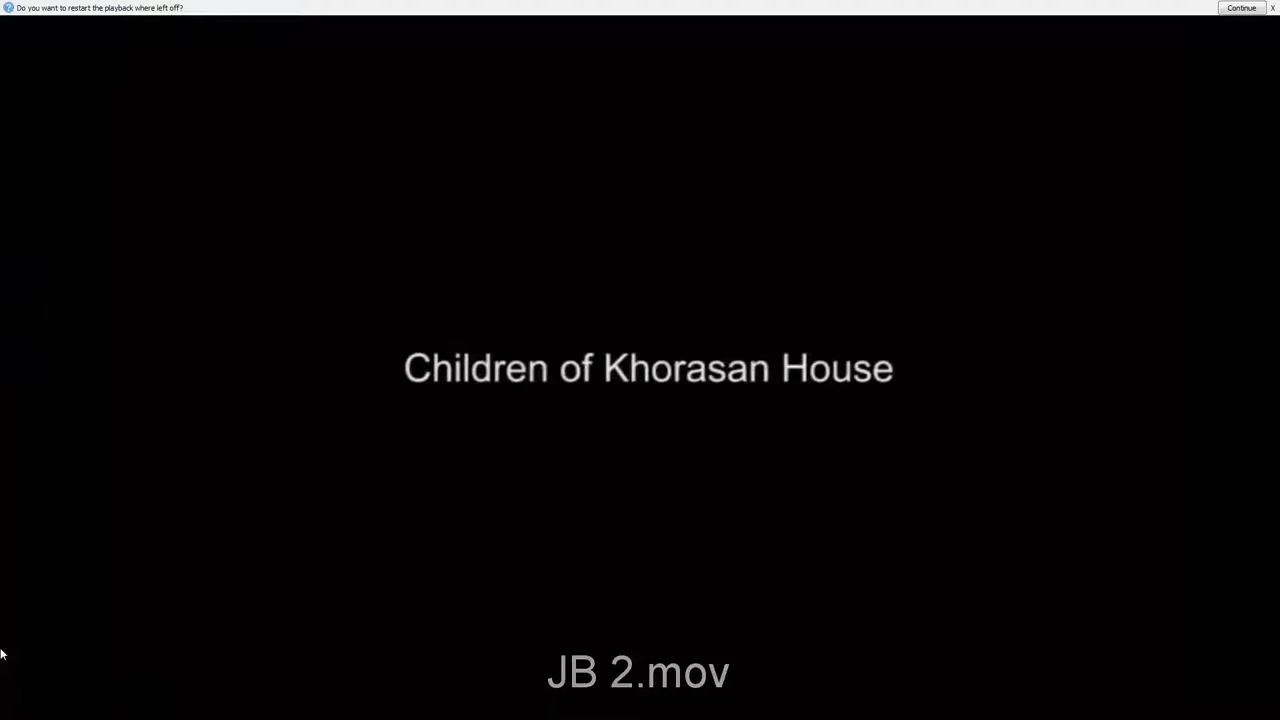 Do you want to restart the playback where left off?
Continue
X
Children of Khorasan House
JB 2.mov